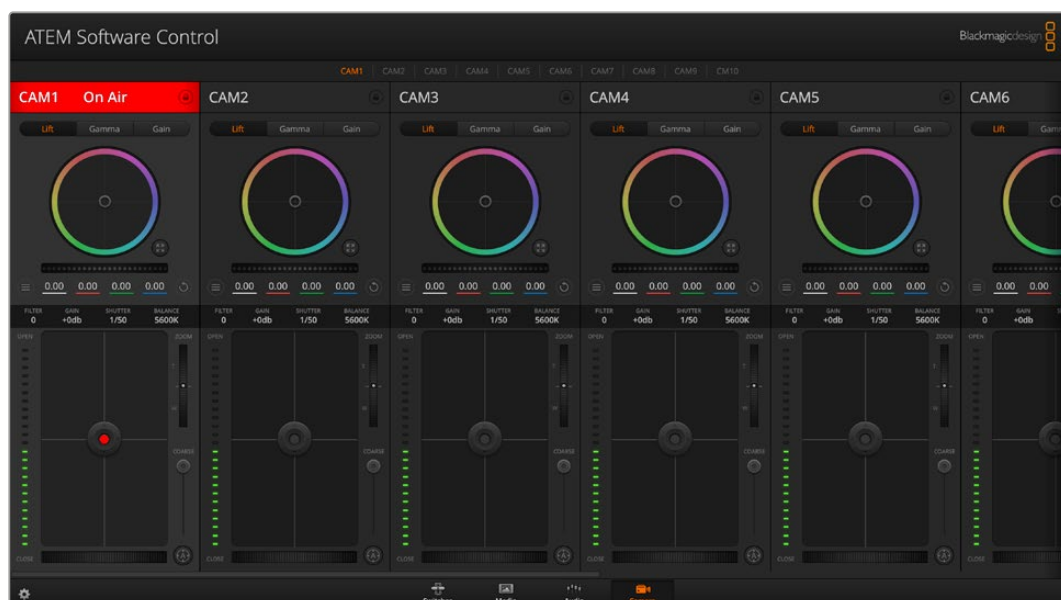 ATEM Software Control
Blackmagicdesign
CAM1 CAM2 CAM3 CAM4 CAM5 CAM6 CAM7 CAM8 CAM9 CM10
CAM1 On Air CAM2 CAM3 CAM4 CAM5 CAM6
Lift Gamma Gain Lift Gamma Gain Lift Gamma Gain Lift Gamma Gain Lift Gamma Gain Lift
0.00 0.00 0.00 0.00 0.00 0.00 0.00 0.00 0.00 0.00 0.00 0.00 0.00 0.00 0.00 0.00 0.00 0.00 0.00 0.00 0.00 0.00
FILTER GAIN SHUTTER BALANCE FILTER GAIN SHUTTER BALANCE FILTER GAIN SHUTTER BALANCE FILTER GAIN SHUTTER BALANCE FILTER GAIN SHUTTER BALANCE FILTER GAIN
0 +0db 1/50 5600K 0 +0db 1/50 5600K 0 +0db 1/50 5600K 0 +0db 1/50 5600K 0 +0db 1/50 5600K 0 +0db
OPEN ZOOM OPEN ZOOM OPEN ZOOM OPEN ZOOM OPEN ZOOM OPEN
T T T T T
W W W W W
COARSE COARSE COARSE COARSE COARSE
CLOSE CLOSE CLOSE CLOSE CLOSE CLOSE